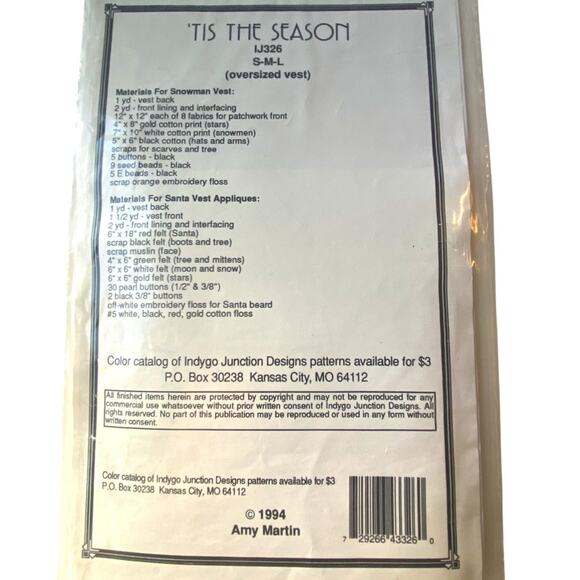 'TIS THE SEASON
IJ326
S-M-L
(oversized vest)
Materials For Snowman Vest:
1 yd - vest back
2 yd - front lining and interfacing
12" x 12" each of 8 fabrics for patchwork front
4" x 8" gold cotton print (stars)
7" x 10" white cotton print (snowmen)
5" x 6" black cotton (hats and arms)
scraps for scarves and tree
5 buttons - black
9 seed beads - black
5 E beads - black
scrap orange embroidery floss
Materials For Santa Vest Appliques:
1 yd - vest back
1 1/2 yd - vest front
2 yd - front lining and interfacing
6" x 18" red felt (Santa)
scrap black felt (boots and tree)
scrap muslin (face)
4" x 6" green felt (tree and mittens)
6" x 6" white felt (moon and snow)
6" x 6" gold felt (stars)
30 pearl buttons (1/2" & 3/8")
2 black 3/8" buttons
off-white embroidery floss for Santa beard
#5 white, black, red, gold cotton floss
Color catalog of Indygo Junction Designs patterns available for $3
P.O. Box 30238 Kansas City, MO 64112
All finished items herein are protected by copyright and may not be reproduced for any
commercial use whatsoever without prior written consent of Indygo Junction Designs. All
rights reserved. No part of this publication may be reproduced or used in any form without
written consent.
Color catalog of Indygo Junction Designs patterns available for $3
P.O. Box 30238 Kansas City, MO 64112
© 1994
Amy Martin
7 29266 43326 0